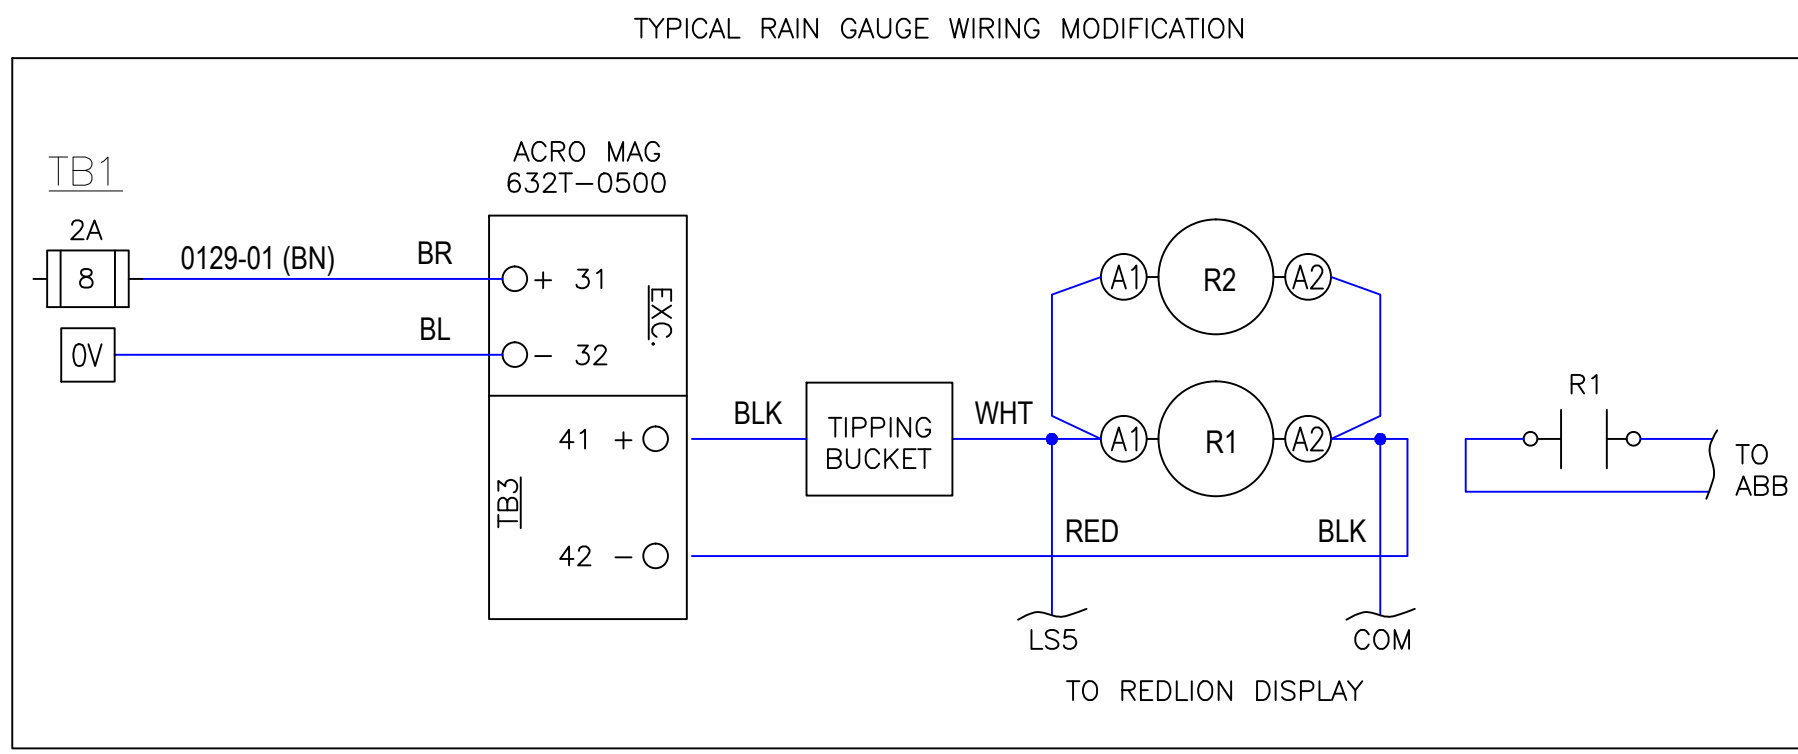 TYPICAL RAIN GAUGE WIRING MODIFICATION
TB1
2A
8
0V
0129-01 (BN)
BR
BL
ACRO MAG
632T-0500
+ 31
- 32
EXC.
41 +
42 -
TB3
BLK
TIPPING
BUCKET
WHT
A1
R2
A2
A1
R1
A2
RED
BLK
LS5
COM
TO REDLION DISPLAY
R1
TO
ABB